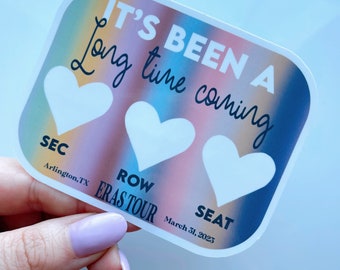 IT'S BEEN A
Long time coming
SEC
ROW
SEAT
Arlington, TX
ERAS TOUR
March 31, 2023